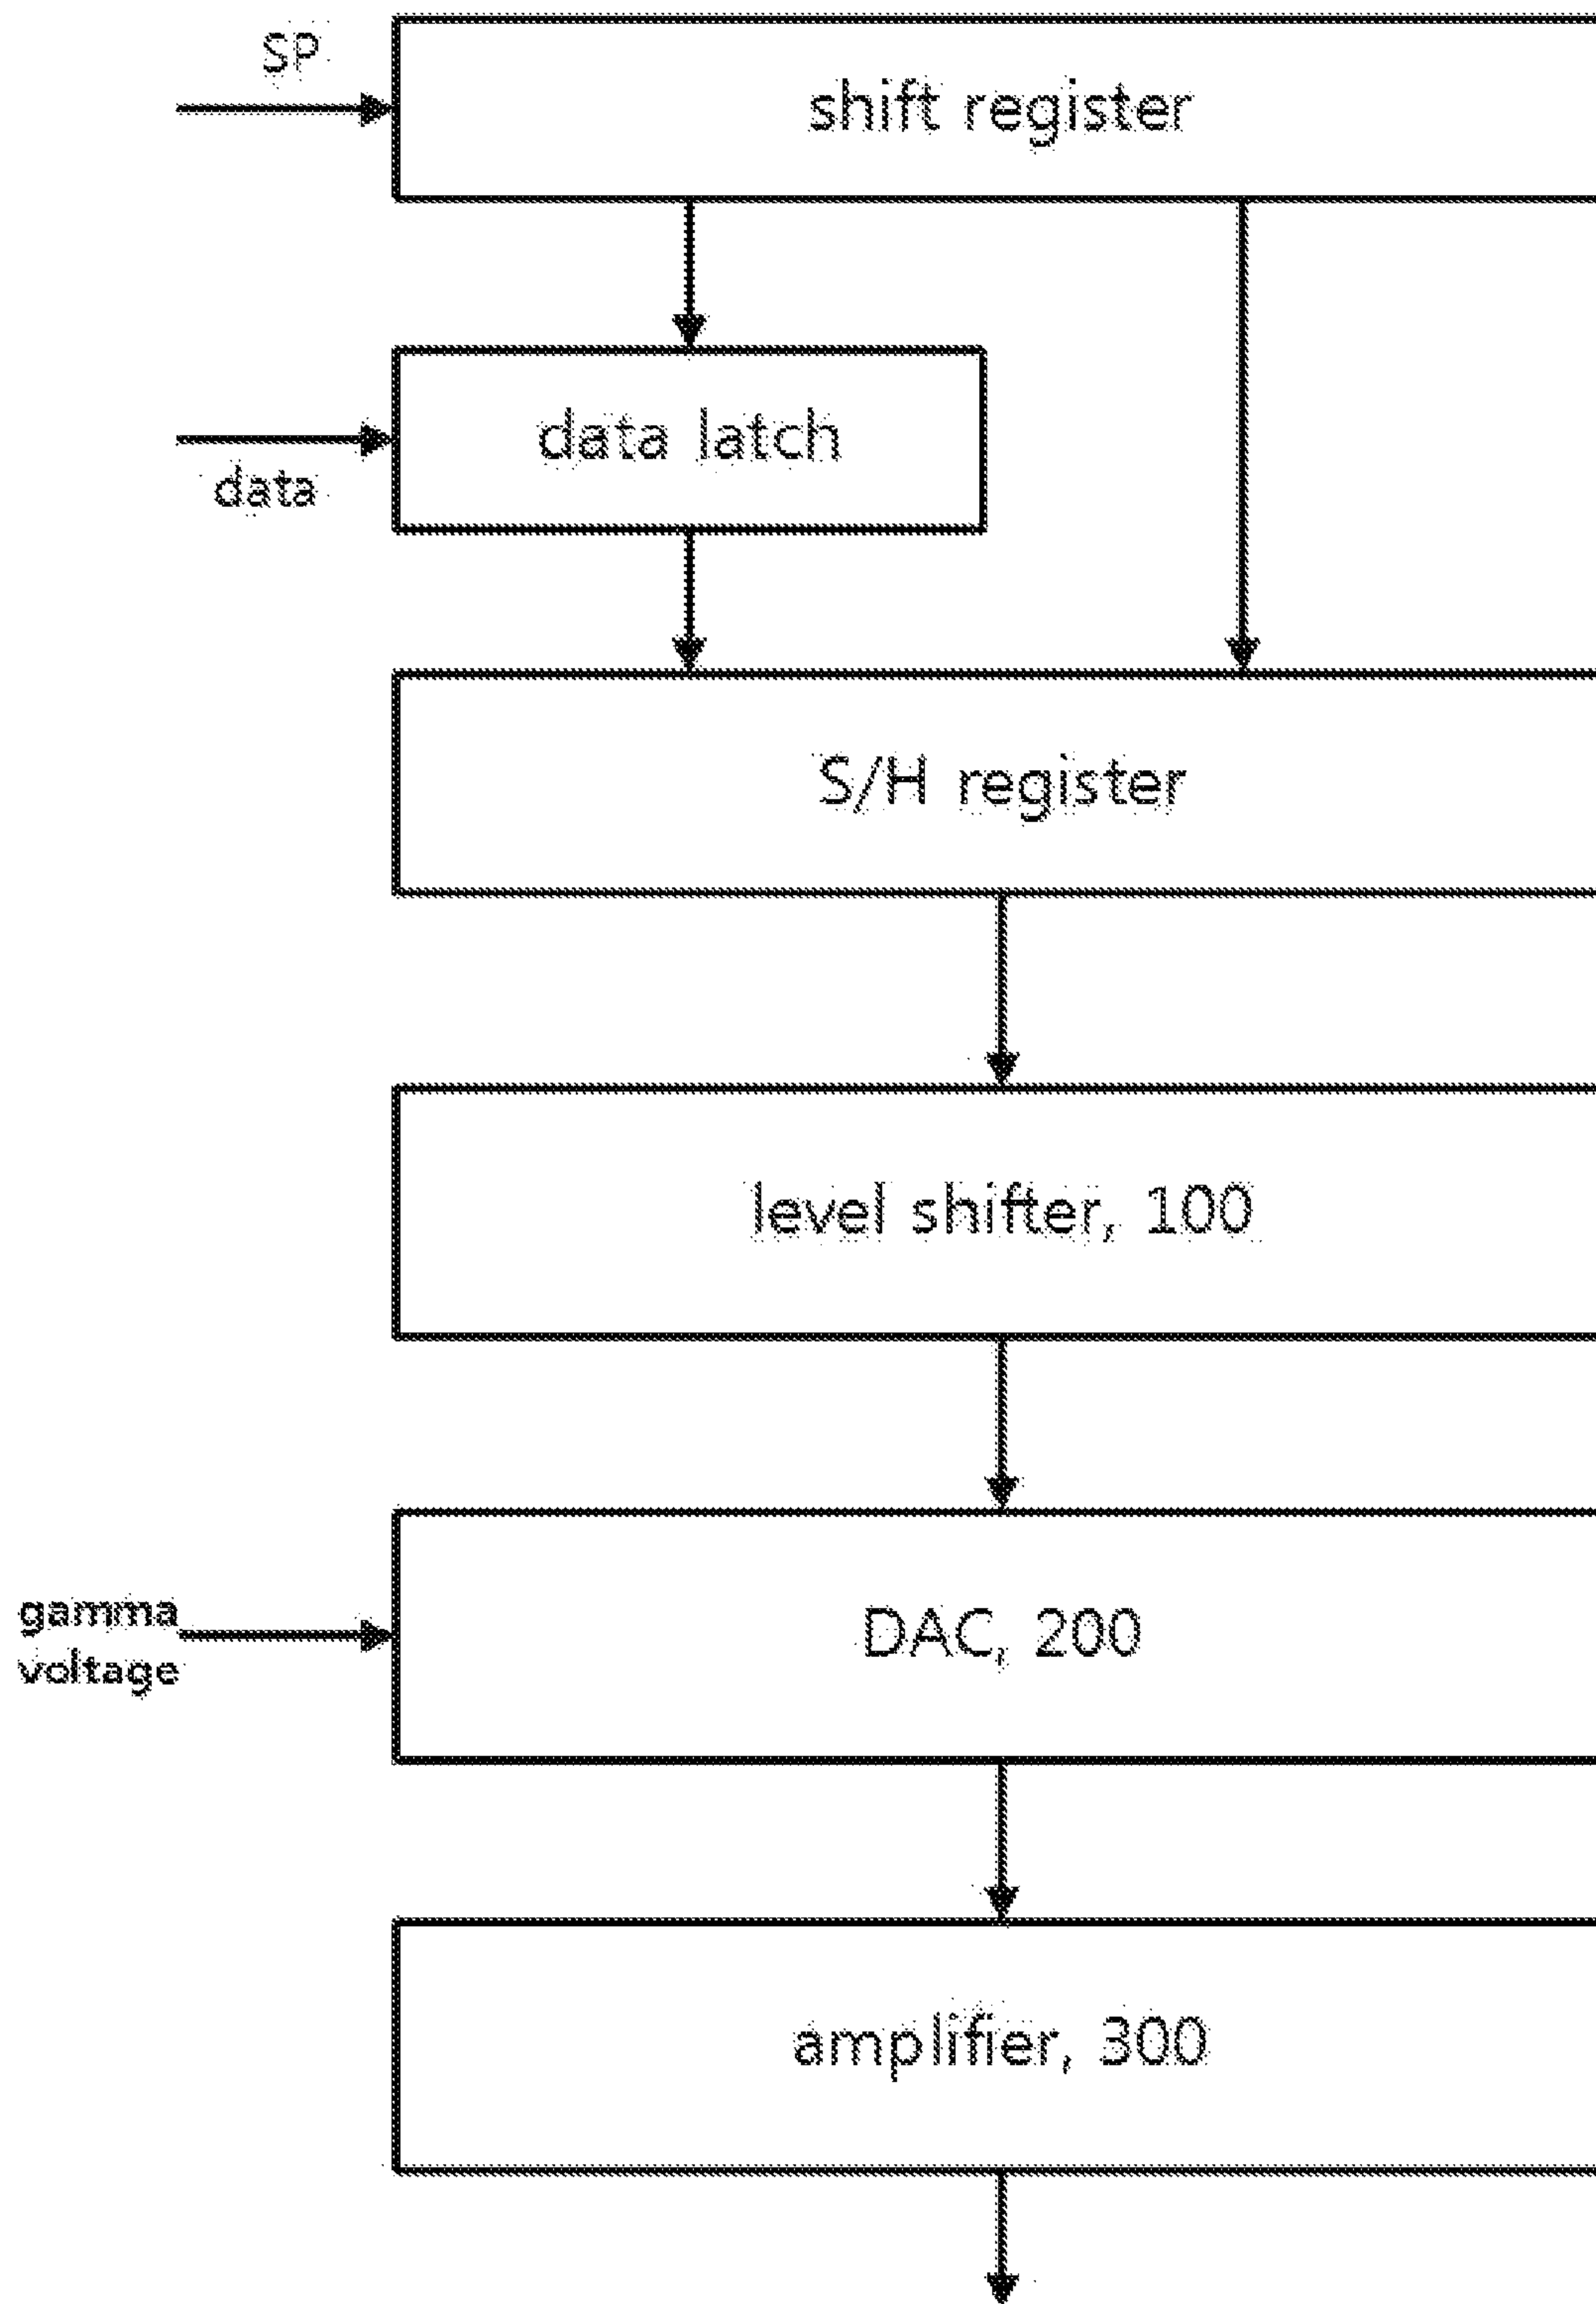 SP
shift register
data latch
data
S/H register
level shifter, 100
gamma
voltage
DAC, 200
amplifier, 300